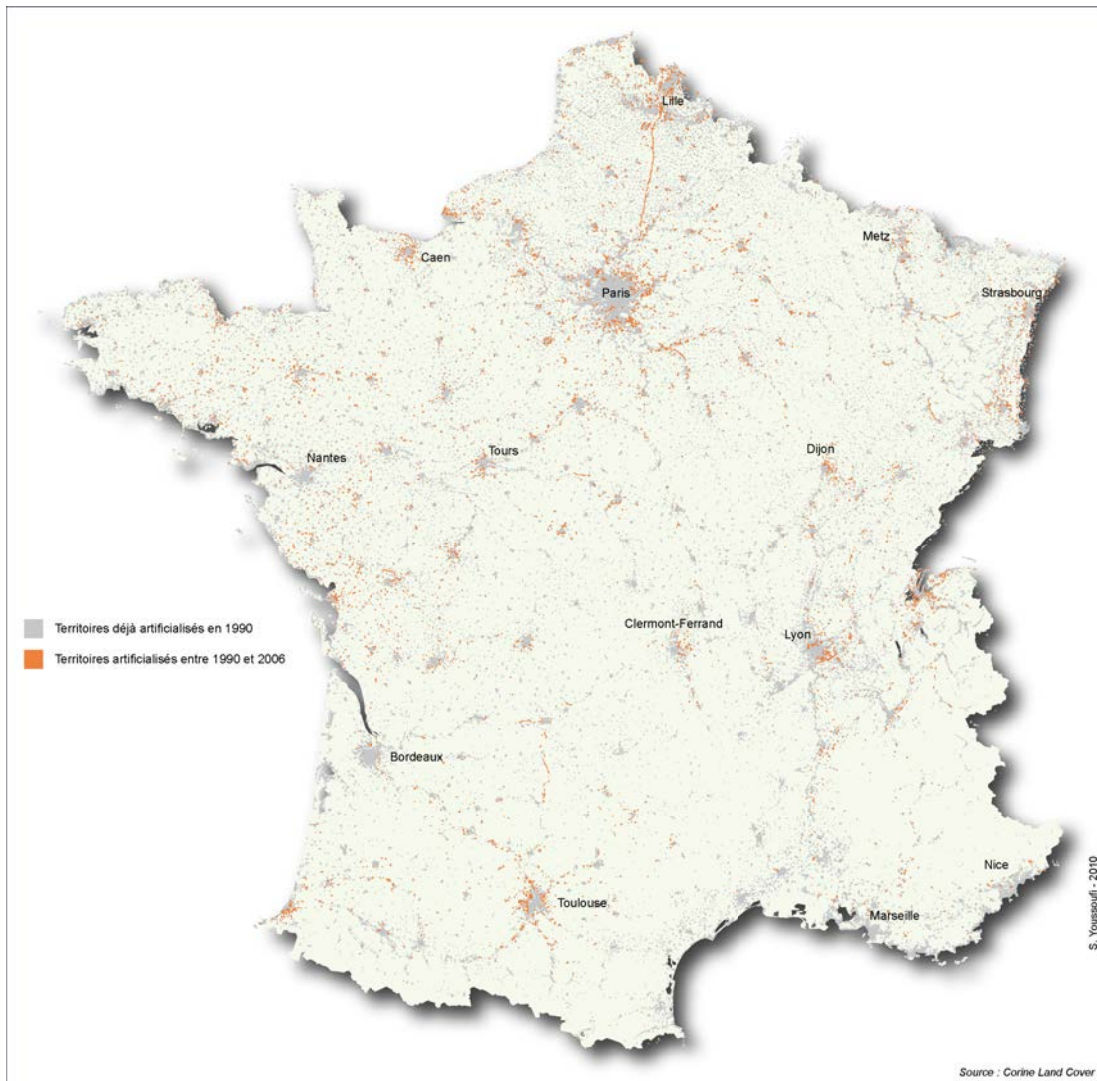 Lille
Metz
Caen
Paris
Strasbourg
Nantes
Tours
Dijon
Territoires déjà artificialisés en 1990
Territoires artificialisés entre 1990 et 2006
Clermont-Ferrand
Lyon
Bordeaux
Nice
Toulouse
Marseille
S. Youssoufi - 2010
Source : Corine Land Cover